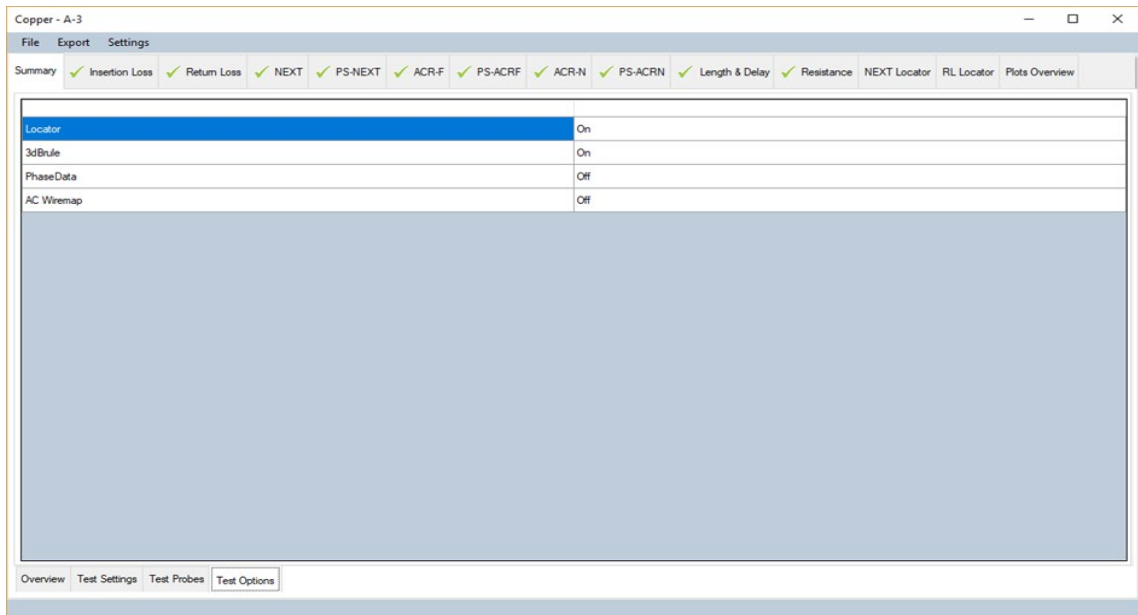 Copper - A-3
File Export Settings
Summary Insertion Loss Return Loss NEXT PS-NEXT ACR-F PS-ACRF ACR-N PS-ACRN Length & Delay Resistance NEXT Locator RL Locator Plots Overview
Locator On
3dBrule On
PhaseData Off
AC Wiremap Off
Overview Test Settings Test Probes Test Options